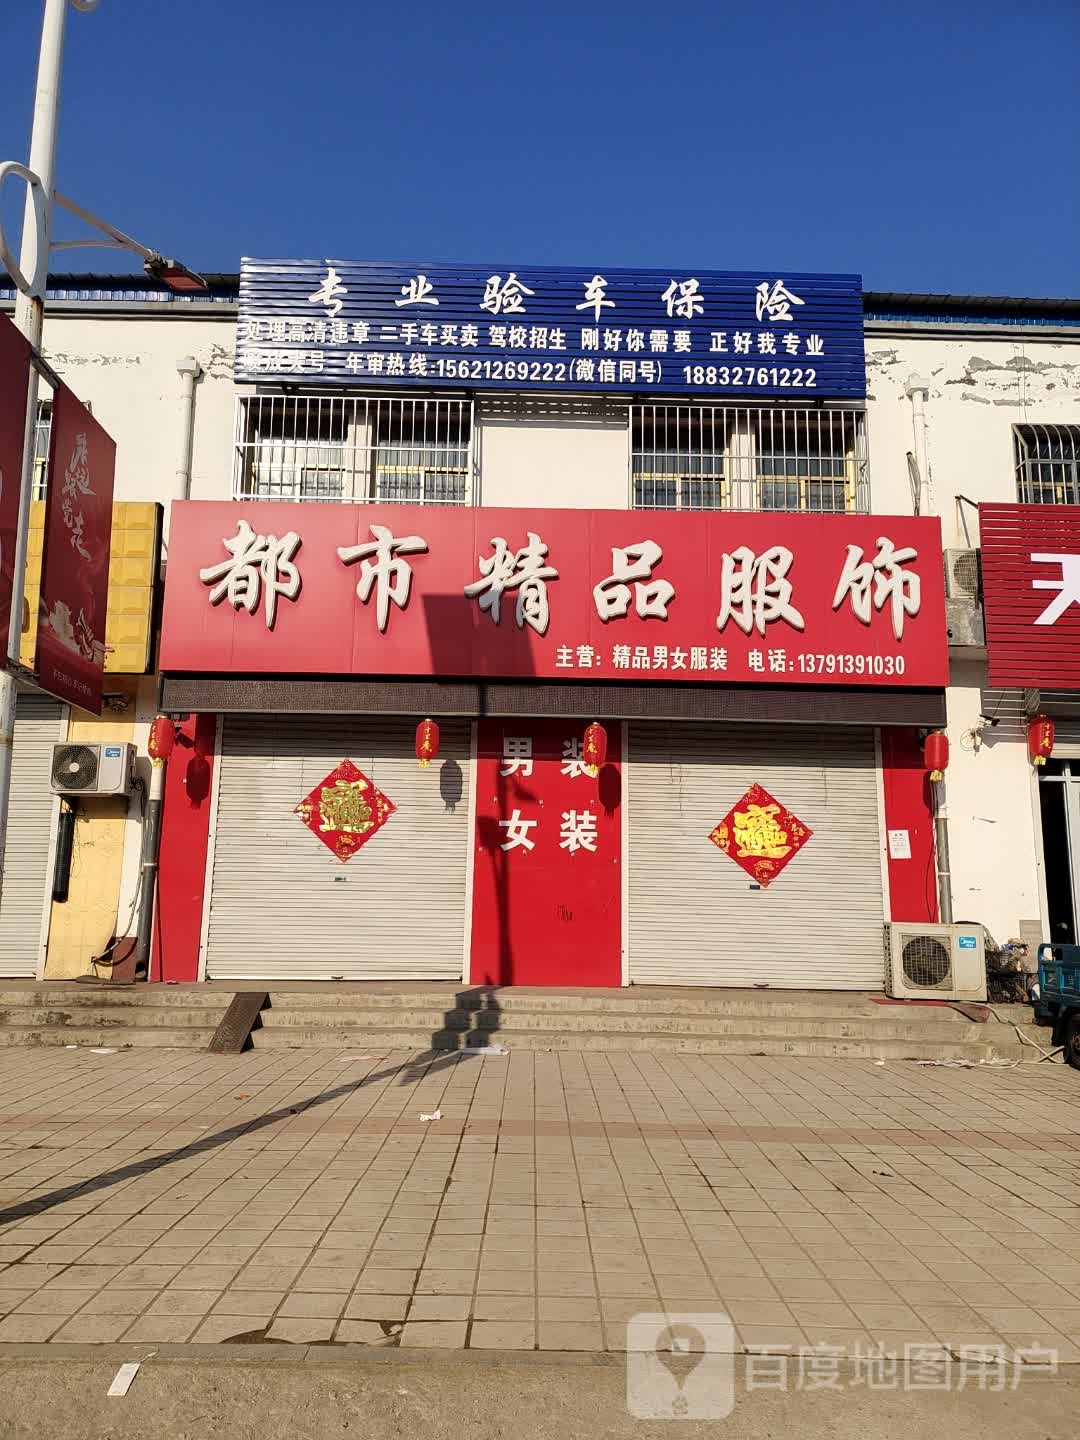 专业验车保险
处理高清违章 二手车买卖 驾校招生 刚好你需要 正好我专业
年审热线:15621269222(微信同号) 18832761222
都市精品服饰
主营：精品男女服装 电话:13791391030
男装
女装
Midea
Midea
百度地图用户